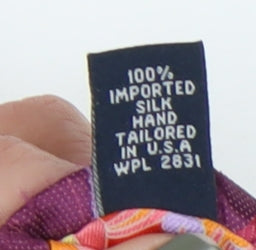 100%
IMPORTED
SILK
HAND
TAILORED
IN U.S.A
WPL 2831